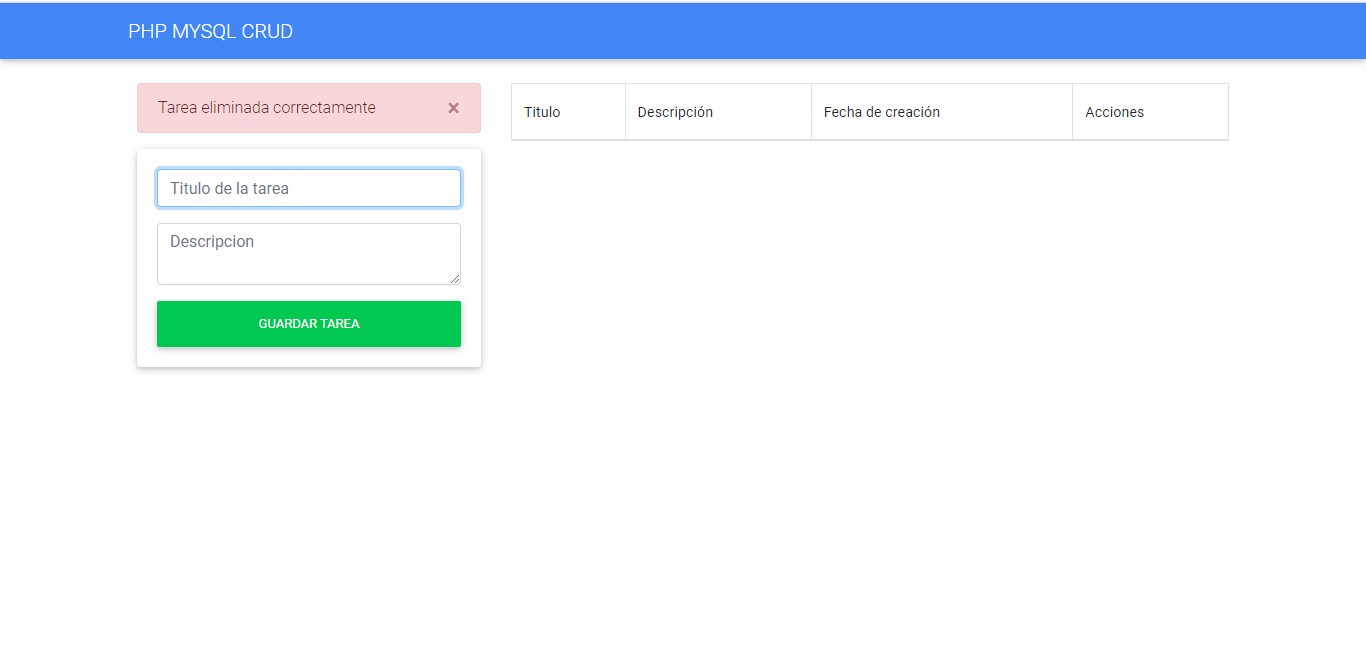 PHP MYSQL CRUD
Tarea eliminada correctamente ×
Titulo de la tarea
Descripcion
GUARDAR TAREA
Titulo Descripción Fecha de creación Acciones